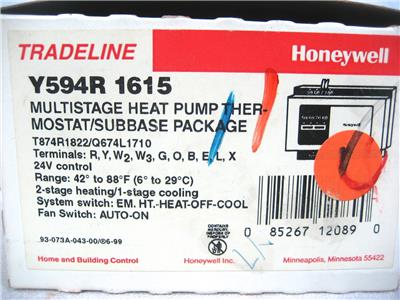 TRADELINE
Honeywell
Y594R 1615
MULTISTAGE HEAT PUMP THER-
MOSTAT/SUBBASE PACKAGE
T874R1822/Q674L1710
Terminals: R, Y, W2, W3, G, O, B, E, L, X
24V control
Range: 42° to 88°F (6° to 29°C)
2-stage heating/1-stage cooling
System switch: EM. HT.-HEAT-OFF-COOL
Fan Switch: AUTO-ON
93-073A-043-00/86-99
CONTAINS
MERCURY
0 85267 12089 0
Home and Building Control
Honeywell Inc.
Minneapolis, Minnesota 55422